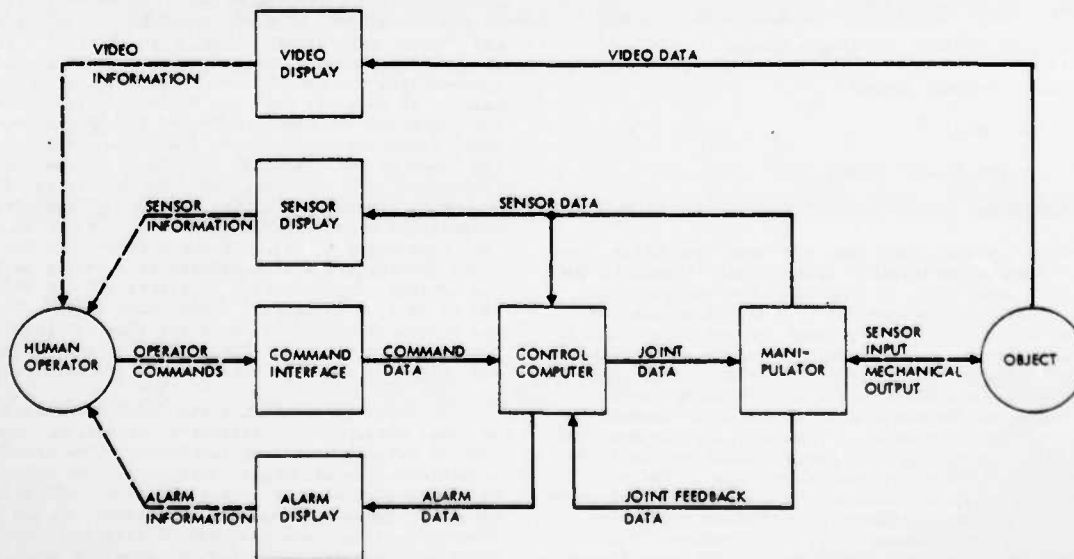 VIDEO
INFORMATION
VIDEO
DISPLAY
VIDEO DATA
SENSOR
INFORMATION
SENSOR
DISPLAY
SENSOR DATA
HUMAN
OPERATOR
OPERATOR
COMMANDS
COMMAND
INTERFACE
COMMAND
DATA
CONTROL
COMPUTER
JOINT
DATA
MANI-
PULATOR
SENSOR
INPUT
MECHANICAL
OUTPUT
OBJECT
ALARM
INFORMATION
ALARM
DISPLAY
ALARM
DATA
JOINT FEEDBACK
DATA